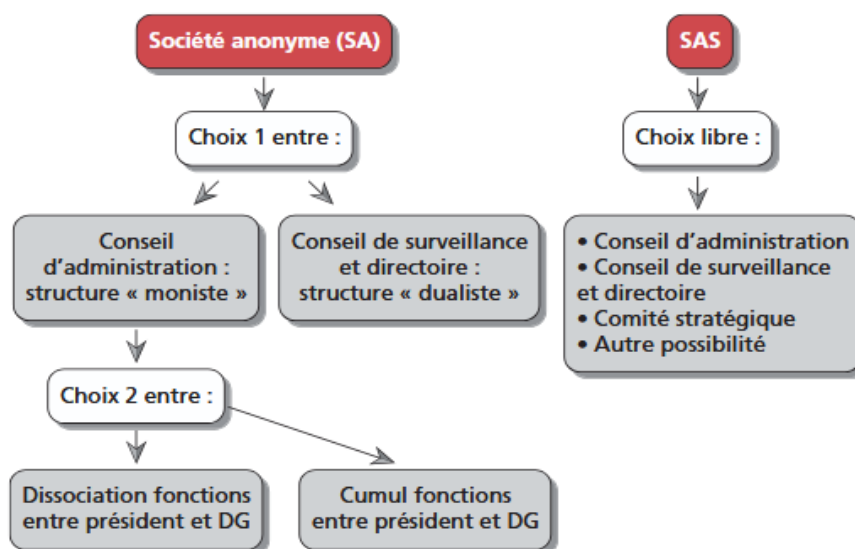 Société anonyme (SA)
SAS
Choix 1 entre :
Choix libre :
Conseil
d'administration :
structure « moniste »
Conseil de surveillance
et directoire :
structure « dualiste »
• Conseil d'administration
• Conseil de surveillance
et directoire
• Comité stratégique
• Autre possibilité
Choix 2 entre :
Dissociation fonctions
entre président et DG
Cumul fonctions
entre président et DG